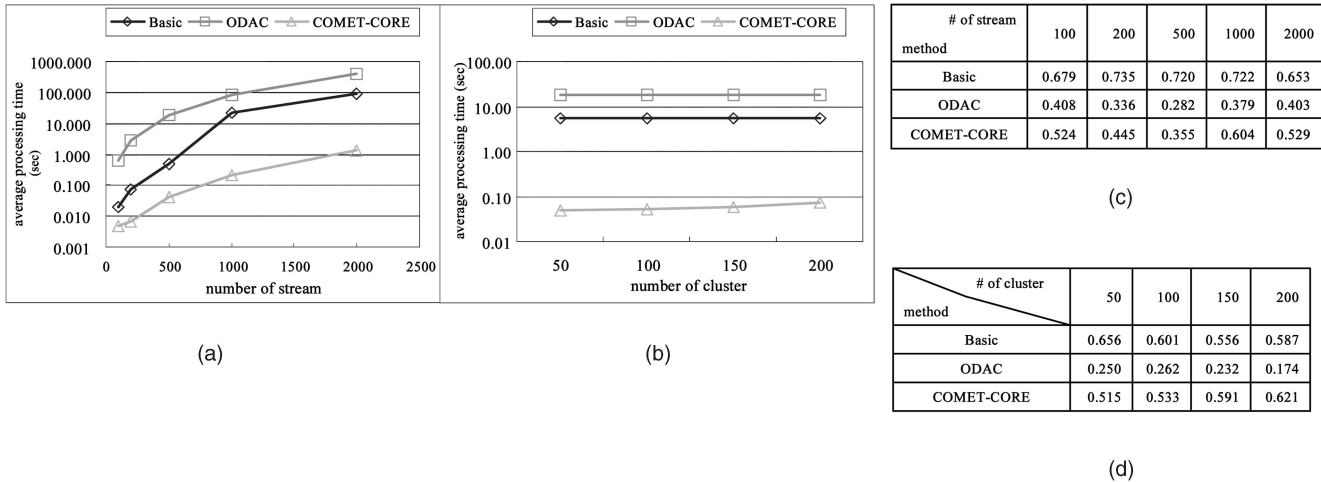 Basic ODAC COMET-CORE
average processing time
(sec)
1000.000
100.000
10.000
1.000
0.100
0.010
0.001
0 500 1000 1500 2000 2500
number of stream
(a)
Basic ODAC COMET-CORE
average processing time (sec)
100.00
10.00
1.00
0.10
0.01
50 100 150 200
number of cluster
(b)
# of stream
method
100 200 500 1000 2000
Basic 0.679 0.735 0.720 0.722 0.653
ODAC 0.408 0.336 0.282 0.379 0.403
COMET-CORE 0.524 0.445 0.355 0.604 0.529
(c)
# of cluster
method
50 100 150 200
Basic 0.656 0.601 0.556 0.587
ODAC 0.250 0.262 0.232 0.174
COMET-CORE 0.515 0.533 0.591 0.621
(d)